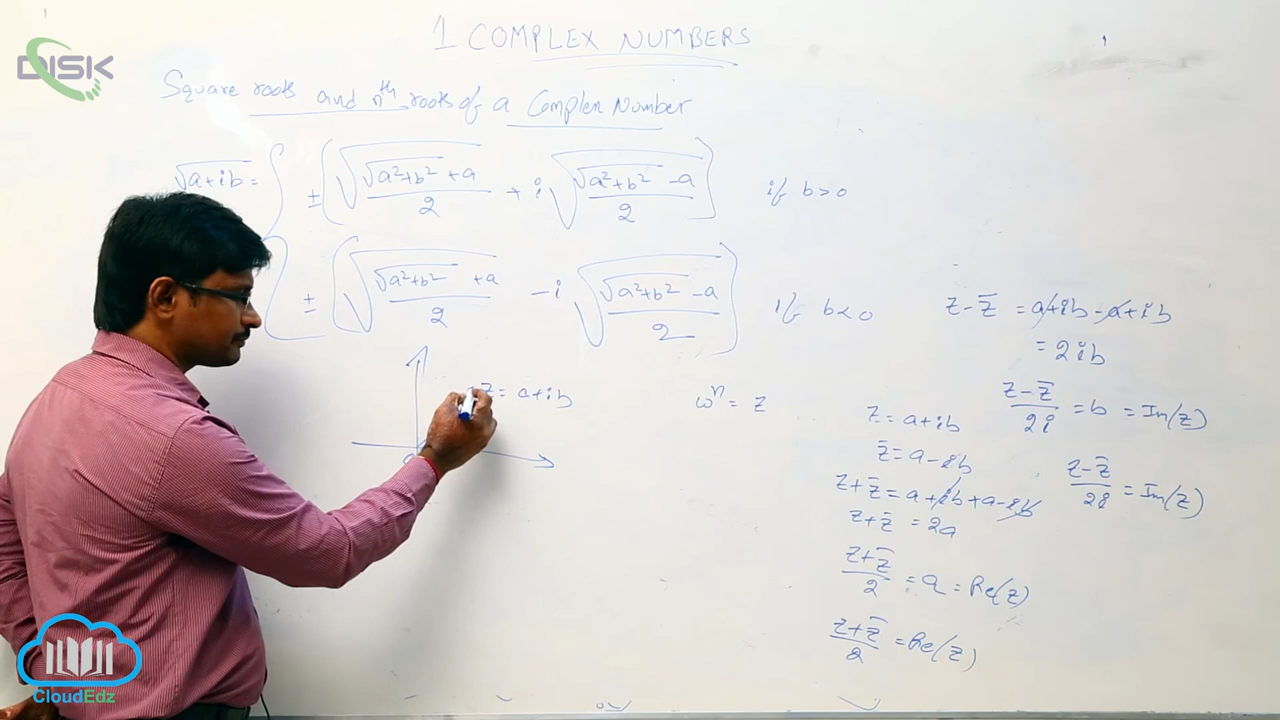 DISK
1 COMPLEX NUMBERS
Square roots and nth roots of a Complex Number
√a+ib = ± (√((√a²+b² +a)/2) + i √((√a²+b² -a)/2)) if b>0
± (√((√a²+b² +a)/2) - i √((√a²+b² -a)/2)) if b<0
z= a+ib
ωⁿ = z
z= a+ib
z̄= a-ib
z+z̄ = a+ib+a-ib
z+z̄ = 2a
(z+z̄)/2 = a = Re(z)
(z+z̄)/2 = Re(z)
z-z̄ = a+ib-a+ib
= 2ib
(z-z̄)/2i = b = Im(z)
(z-z̄)/2i = Im(z)
CloudEdz